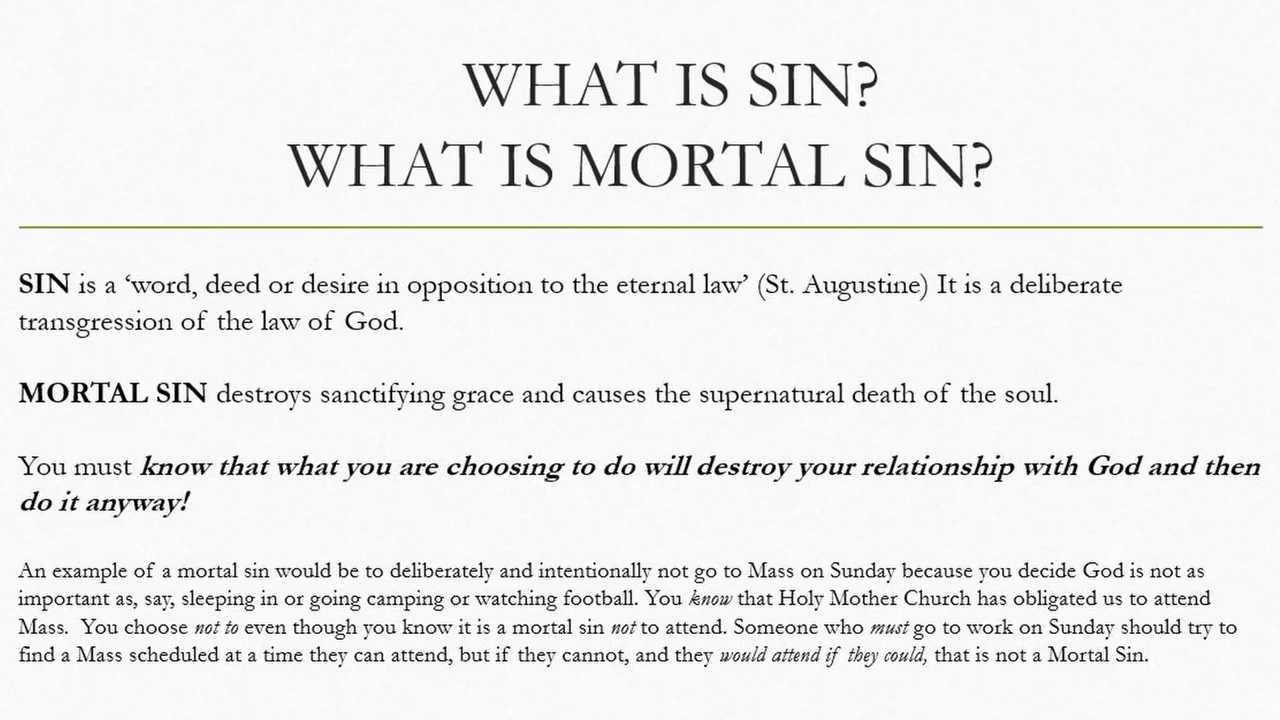 WHAT IS SIN?
WHAT IS MORTAL SIN?
SIN is a ‘word, deed or desire in opposition to the eternal law’ (St. Augustine) It is a deliberate
transgression of the law of God.
MORTAL SIN destroys sanctifying grace and causes the supernatural death of the soul.
You must know that what you are choosing to do will destroy your relationship with God and then
do it anyway!
An example of a mortal sin would be to deliberately and intentionally not go to Mass on Sunday because you decide God is not as
important as, say, sleeping in or going camping or watching football. You know that Holy Mother Church has obligated us to attend
Mass.  You choose not to even though you know it is a mortal sin not to attend. Someone who must go to work on Sunday should try to
find a Mass scheduled at a time they can attend, but if they cannot, and they would attend if they could, that is not a Mortal Sin.